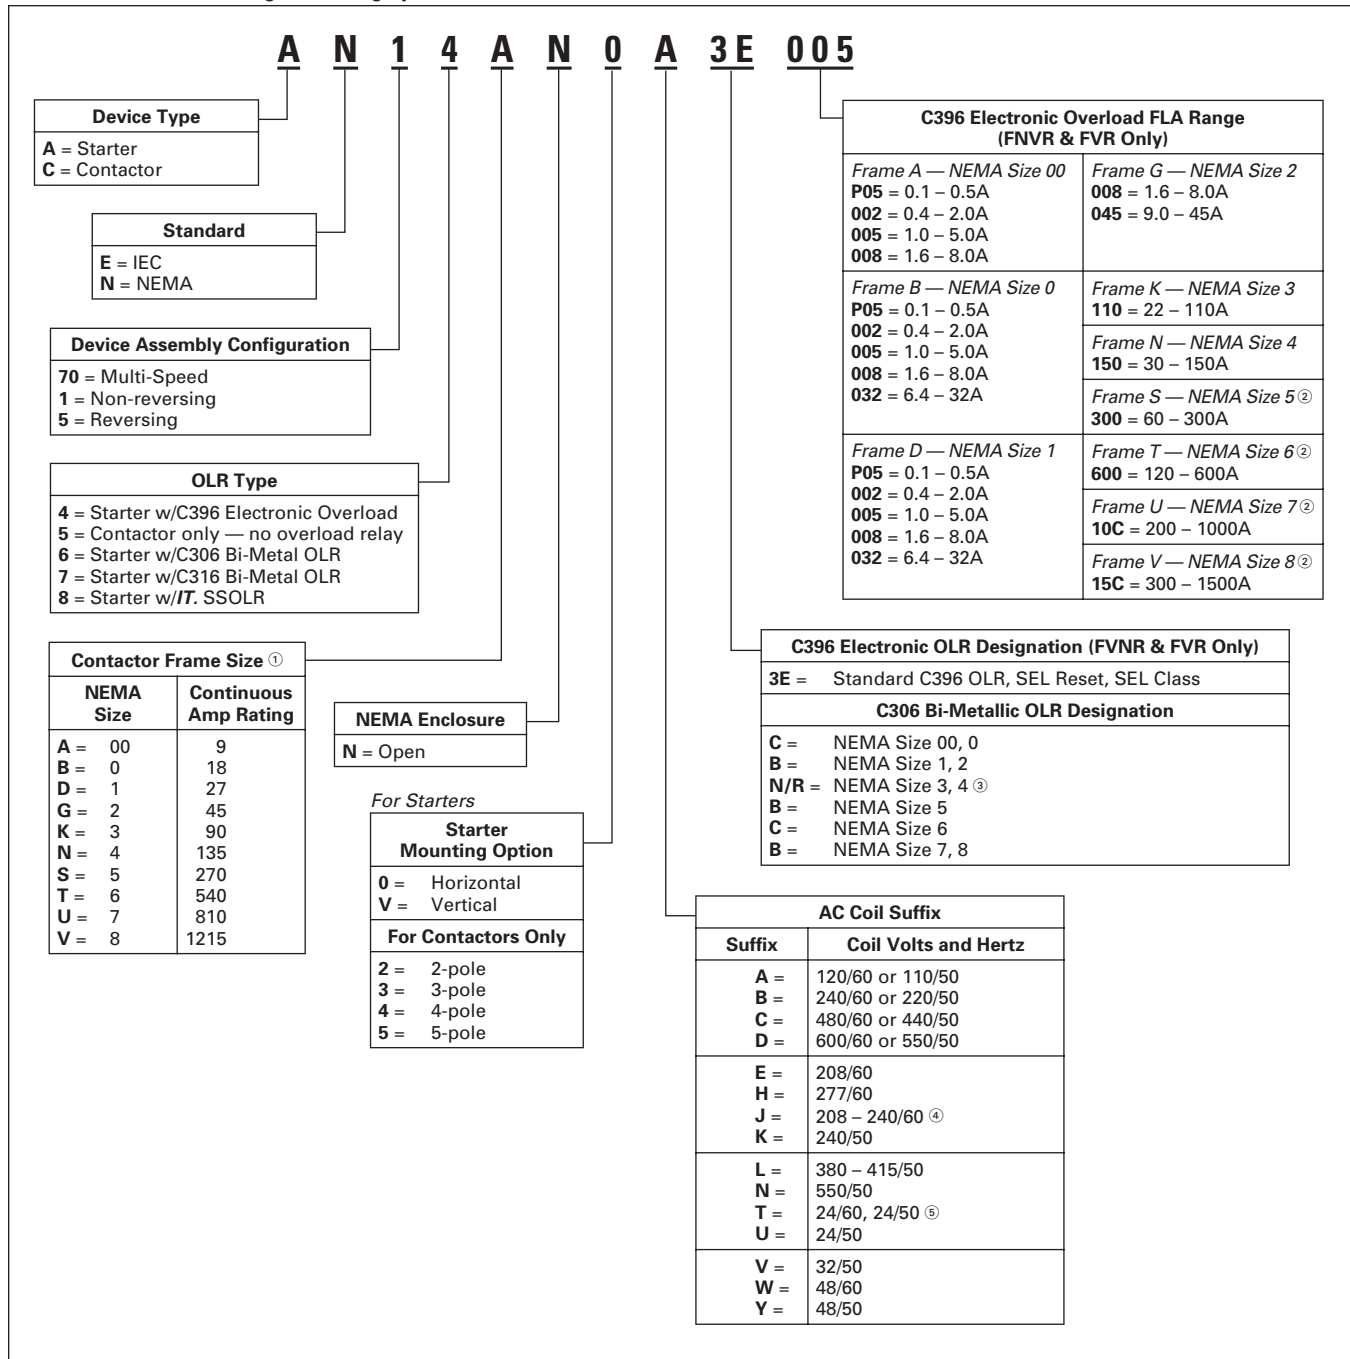 A N 1 4 A N 0 A 3E 005
Device Type
A = Starter
C = Contactor
Standard
E = IEC
N = NEMA
Device Assembly Configuration
70 = Multi-Speed
1 = Non-reversing
5 = Reversing
OLR Type
4 = Starter w/C396 Electronic Overload
5 = Contactor only — no overload relay
6 = Starter w/C306 Bi-Metal OLR
7 = Starter w/C316 Bi-Metal OLR
8 = Starter w/IT. SSOLR
Contactor Frame Size ①
NEMA Size
Continuous Amp Rating
A = 00 9
B = 0 18
D = 1 27
G = 2 45
K = 3 90
N = 4 135
S = 5 270
T = 6 540
U = 7 810
V = 8 1215
NEMA Enclosure
N = Open
For Starters
Starter
Mounting Option
0 = Horizontal
V = Vertical
For Contactors Only
2 = 2-pole
3 = 3-pole
4 = 4-pole
5 = 5-pole
C396 Electronic Overload FLA Range
(FNVR & FVR Only)
Frame A — NEMA Size 00
P05 = 0.1 – 0.5A
002 = 0.4 – 2.0A
005 = 1.0 – 5.0A
008 = 1.6 – 8.0A
Frame B — NEMA Size 0
P05 = 0.1 – 0.5A
002 = 0.4 – 2.0A
005 = 1.0 – 5.0A
008 = 1.6 – 8.0A
032 = 6.4 – 32A
Frame D — NEMA Size 1
P05 = 0.1 – 0.5A
002 = 0.4 – 2.0A
005 = 1.0 – 5.0A
008 = 1.6 – 8.0A
032 = 6.4 – 32A
Frame G — NEMA Size 2
008 = 1.6 – 8.0A
045 = 9.0 – 45A
Frame K — NEMA Size 3
110 = 22 – 110A
Frame N — NEMA Size 4
150 = 30 – 150A
Frame S — NEMA Size 5 ②
300 = 60 – 300A
Frame T — NEMA Size 6 ②
600 = 120 – 600A
Frame U — NEMA Size 7 ②
10C = 200 – 1000A
Frame V — NEMA Size 8 ②
15C = 300 – 1500A
C396 Electronic OLR Designation (FVNR & FVR Only)
3E = Standard C396 OLR, SEL Reset, SEL Class
C306 Bi-Metallic OLR Designation
C = NEMA Size 00, 0
B = NEMA Size 1, 2
N/R = NEMA Size 3, 4 ③
B = NEMA Size 5
C = NEMA Size 6
B = NEMA Size 7, 8
AC Coil Suffix
Suffix Coil Volts and Hertz
A = 120/60 or 110/50
B = 240/60 or 220/50
C = 480/60 or 440/50
D = 600/60 or 550/50
E = 208/60
H = 277/60
J = 208 – 240/60 ④
K = 240/50
L = 380 – 415/50
N = 550/50
T = 24/60, 24/50 ⑤
U = 24/50
V = 32/50
W = 48/60
Y = 48/50